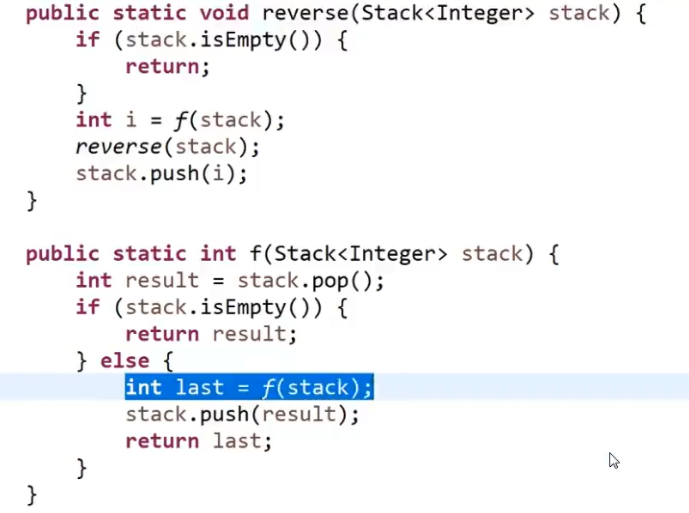 public static void reverse(Stack<Integer> stack) {
    if (stack.isEmpty()) {
        return;
    }
    int i = f(stack);
    reverse(stack);
    stack.push(i);
}

public static int f(Stack<Integer> stack) {
    int result = stack.pop();
    if (stack.isEmpty()) {
        return result;
    } else {
        int last = f(stack);
        stack.push(result);
        return last;
    }
}